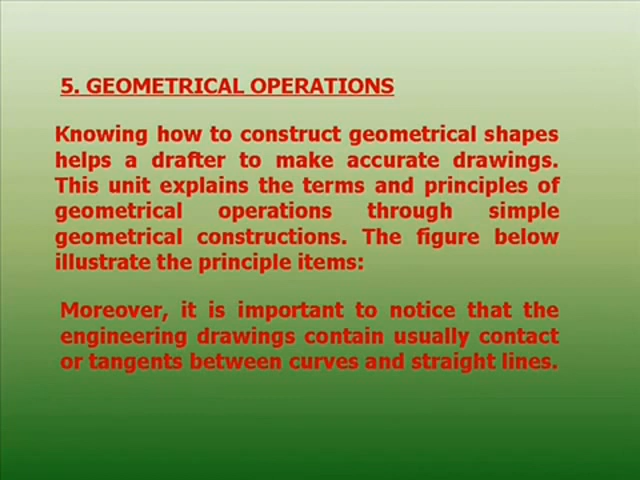 5. GEOMETRICAL OPERATIONS
Knowing how to construct geometrical shapes
helps a drafter to make accurate drawings.
This unit explains the terms and principles of
geometrical operations through simple
geometrical constructions. The figure below
illustrate the principle items:
Moreover, it is important to notice that the
engineering drawings contain usually contact
or tangents between curves and straight lines.